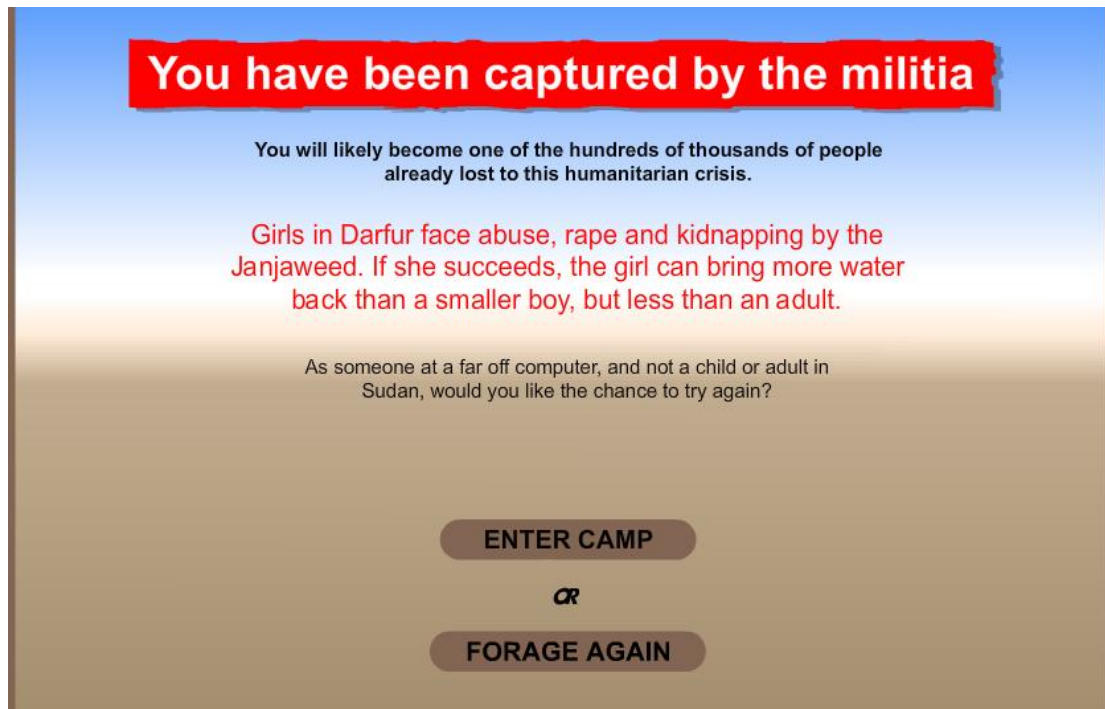 You have been captured by the militia
You will likely become one of the hundreds of thousands of people
already lost to this humanitarian crisis.
Girls in Darfur face abuse, rape and kidnapping by the
Janjaweed. If she succeeds, the girl can bring more water
back than a smaller boy, but less than an adult.
As someone at a far off computer, and not a child or adult in
Sudan, would you like the chance to try again?
ENTER CAMP
OR
FORAGE AGAIN